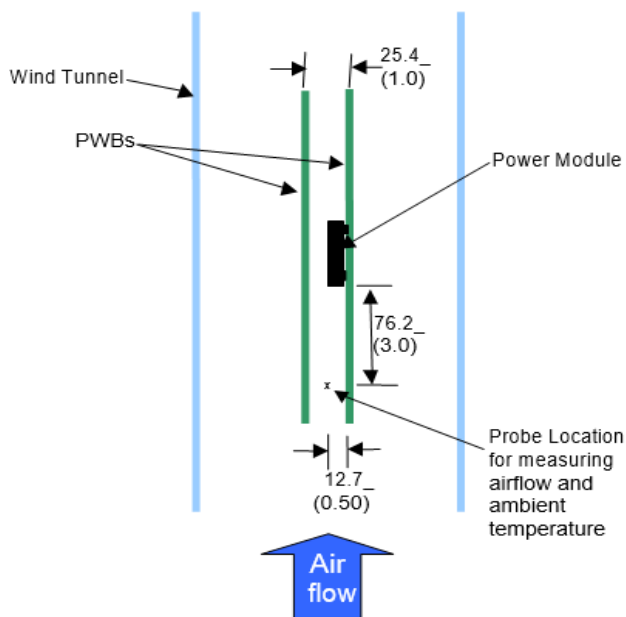 25.4_
(1.0)
Wind Tunnel
PWBs
Power Module
76.2_
(3.0)
x
Probe Location
for measuring
airflow and
ambient
temperature
12.7_
(0.50)
Air
flow